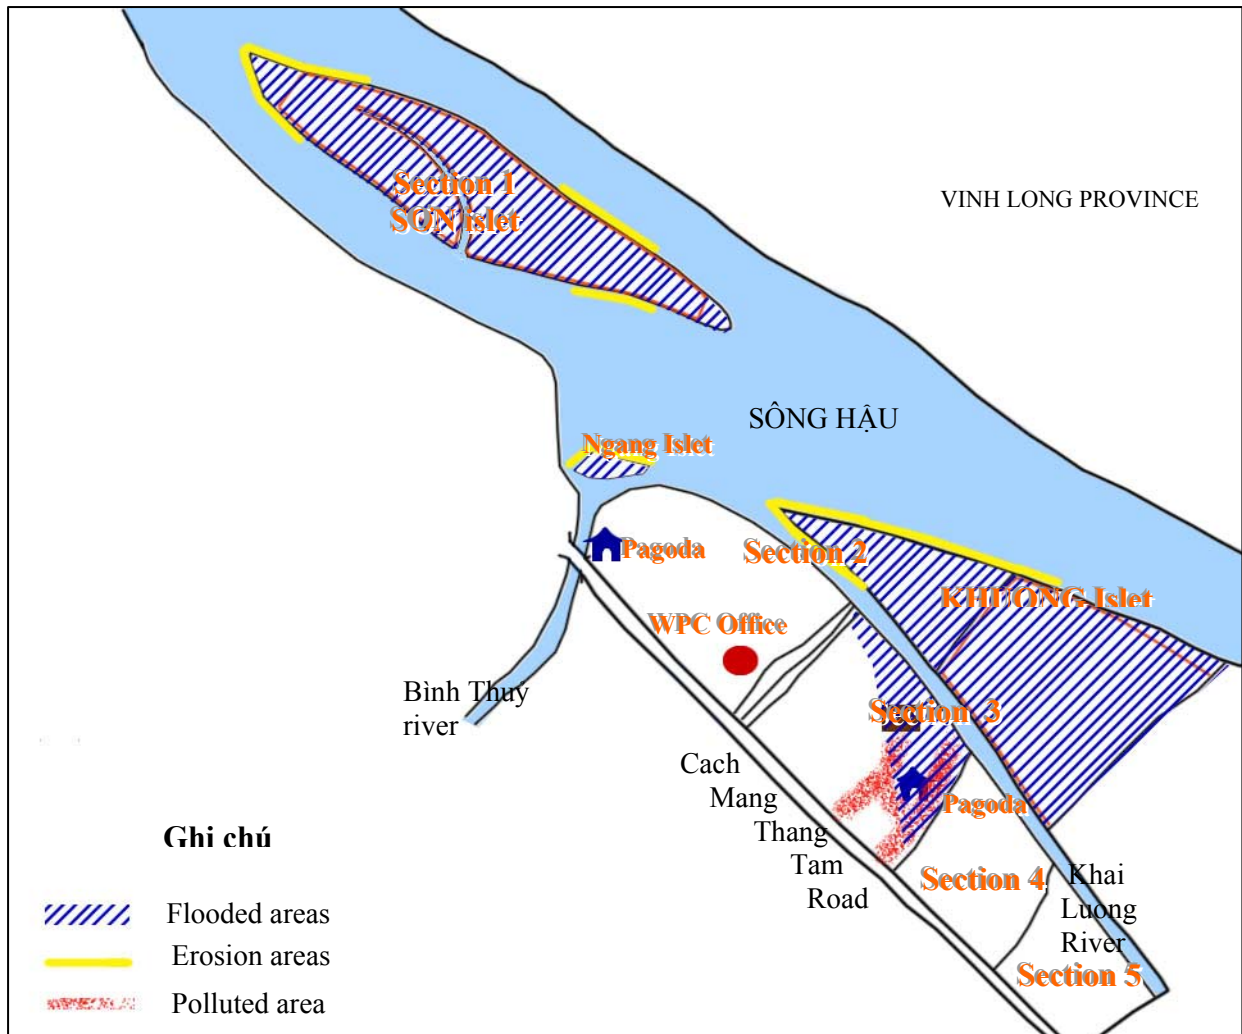 Section 1
SON islet
VINH LONG PROVINCE
SÔNG HẬU
Ngang Islet
Pagoda
Section 2
KHUONG Islet
WPC Office
Bình Thuý
river
Section 3
Cach
Mang
Thang
Tam
Road
Pagoda
Section 4
Khai
Luong
River
Section 5
Ghi chú
Flooded areas
Erosion areas
Polluted area